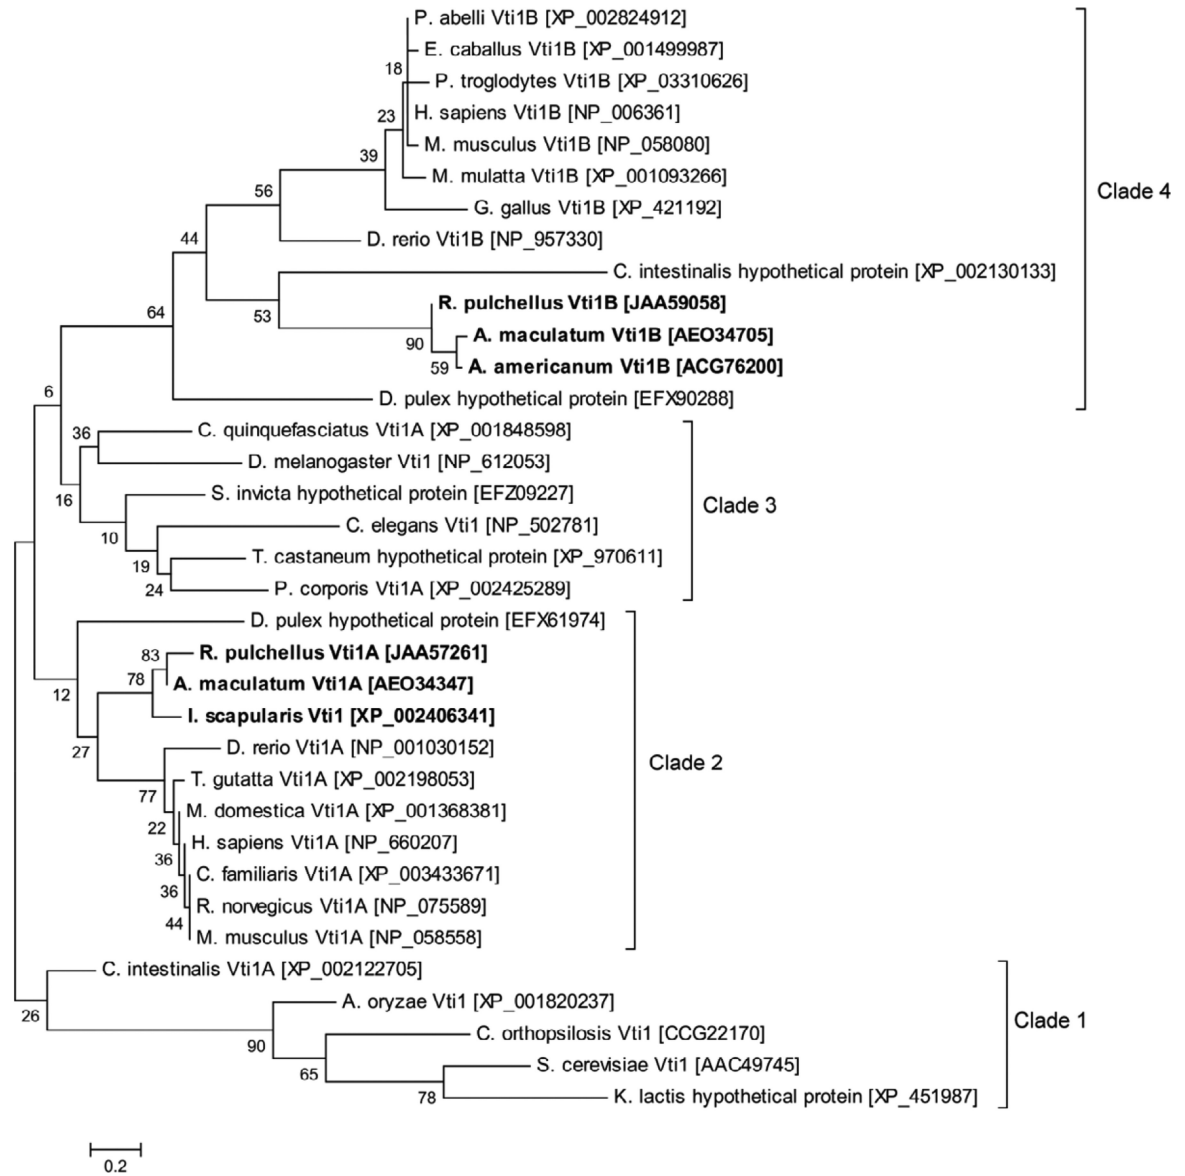 P. abelli Vti1B [XP_002824912]
E. caballus Vti1B [XP_001499987]
18
P. troglodytes Vti1B [XP_03310626]
23
H. sapiens Vti1B [NP_006361]
M. musculus Vti1B [NP_058080]
39
M. mulatta Vti1B [XP_001093266]
56
Clade 4
G. gallus Vti1B [XP_421192]
44
D. rerio Vti1B [NP_957330]
C. intestinalis hypothetical protein [XP_002130133]
R. pulchellus Vti1B [JAA59058]
64
53
A. maculatum Vti1B [AEO34705]
90
59
A. americanum Vti1B [ACG76200]
6
D. pulex hypothetical protein [EFX90288]
36
C. quinquefasciatus Vti1A [XP_001848598]
D. melanogaster Vti1 [NP_612053]
16
S. invicta hypothetical protein [EFZ09227]
Clade 3
10
C. elegans Vti1 [NP_502781]
19
T. castaneum hypothetical protein [XP_970611]
24
P. corporis Vti1A [XP_002425289]
D. pulex hypothetical protein [EFX61974]
83
R. pulchellus Vti1A [JAA57261]
78
A. maculatum Vti1A [AEO34347]
12
I. scapularis Vti1 [XP_002406341]
27
D. rerio Vti1A [NP_001030152]
Clade 2
T. gutatta Vti1A [XP_002198053]
77
M. domestica Vti1A [XP_001368381]
22
H. sapiens Vti1A [NP_660207]
36
C. familiaris Vti1A [XP_003433671]
36
R. norvegicus Vti1A [NP_075589]
44
M. musculus Vti1A [NP_058558]
C. intestinalis Vti1A [XP_002122705]
26
A. oryzae Vti1 [XP_001820237]
Clade 1
90
C. orthopsilosis Vti1 [CCG22170]
65
S. cerevisiae Vti1 [AAC49745]
78
K. lactis hypothetical protein [XP_451987]
0.2